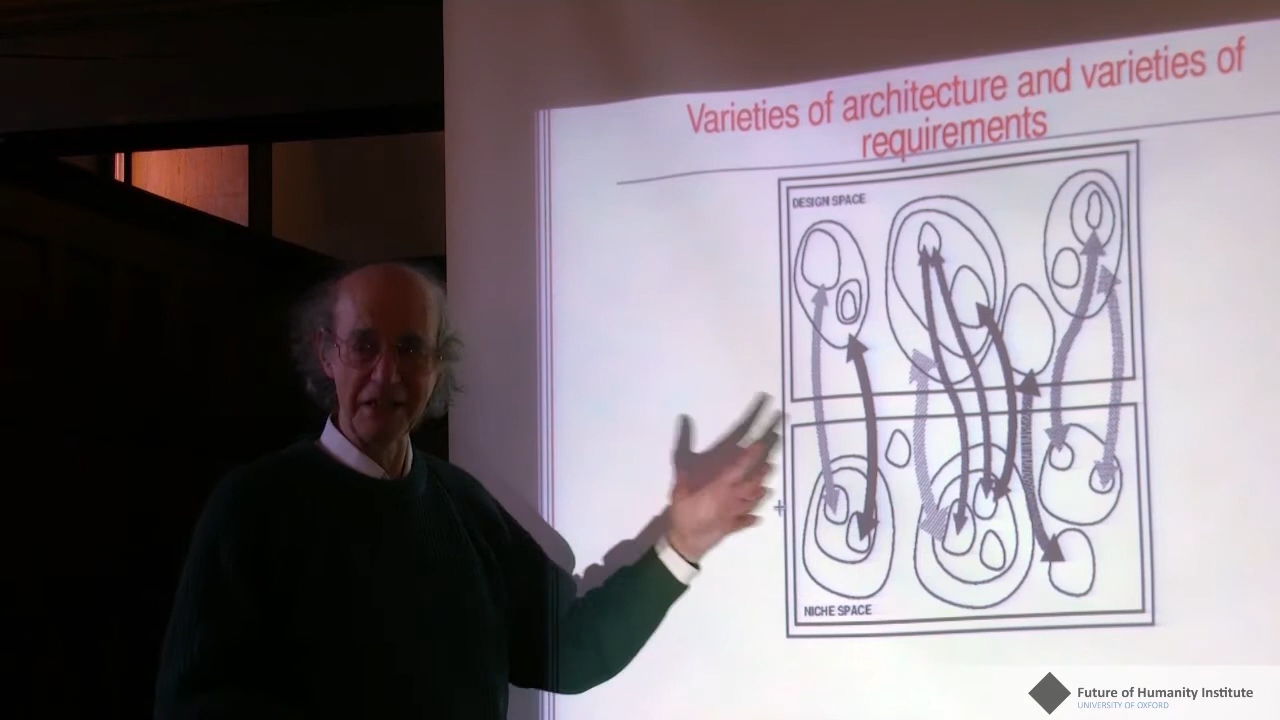 Varieties of architecture and varieties of
requirements
DESIGN SPACE
NICHE SPACE
Future of Humanity Institute
UNIVERSITY OF OXFORD